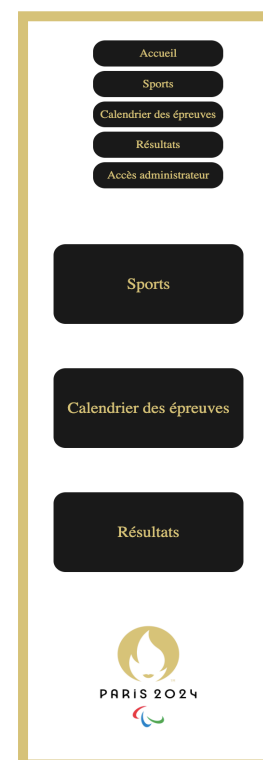 Accueil
Sports
Calendrier des épreuves
Résultats
Accès administrateur
Sports
Calendrier des épreuves
Résultats
PARiS 2024